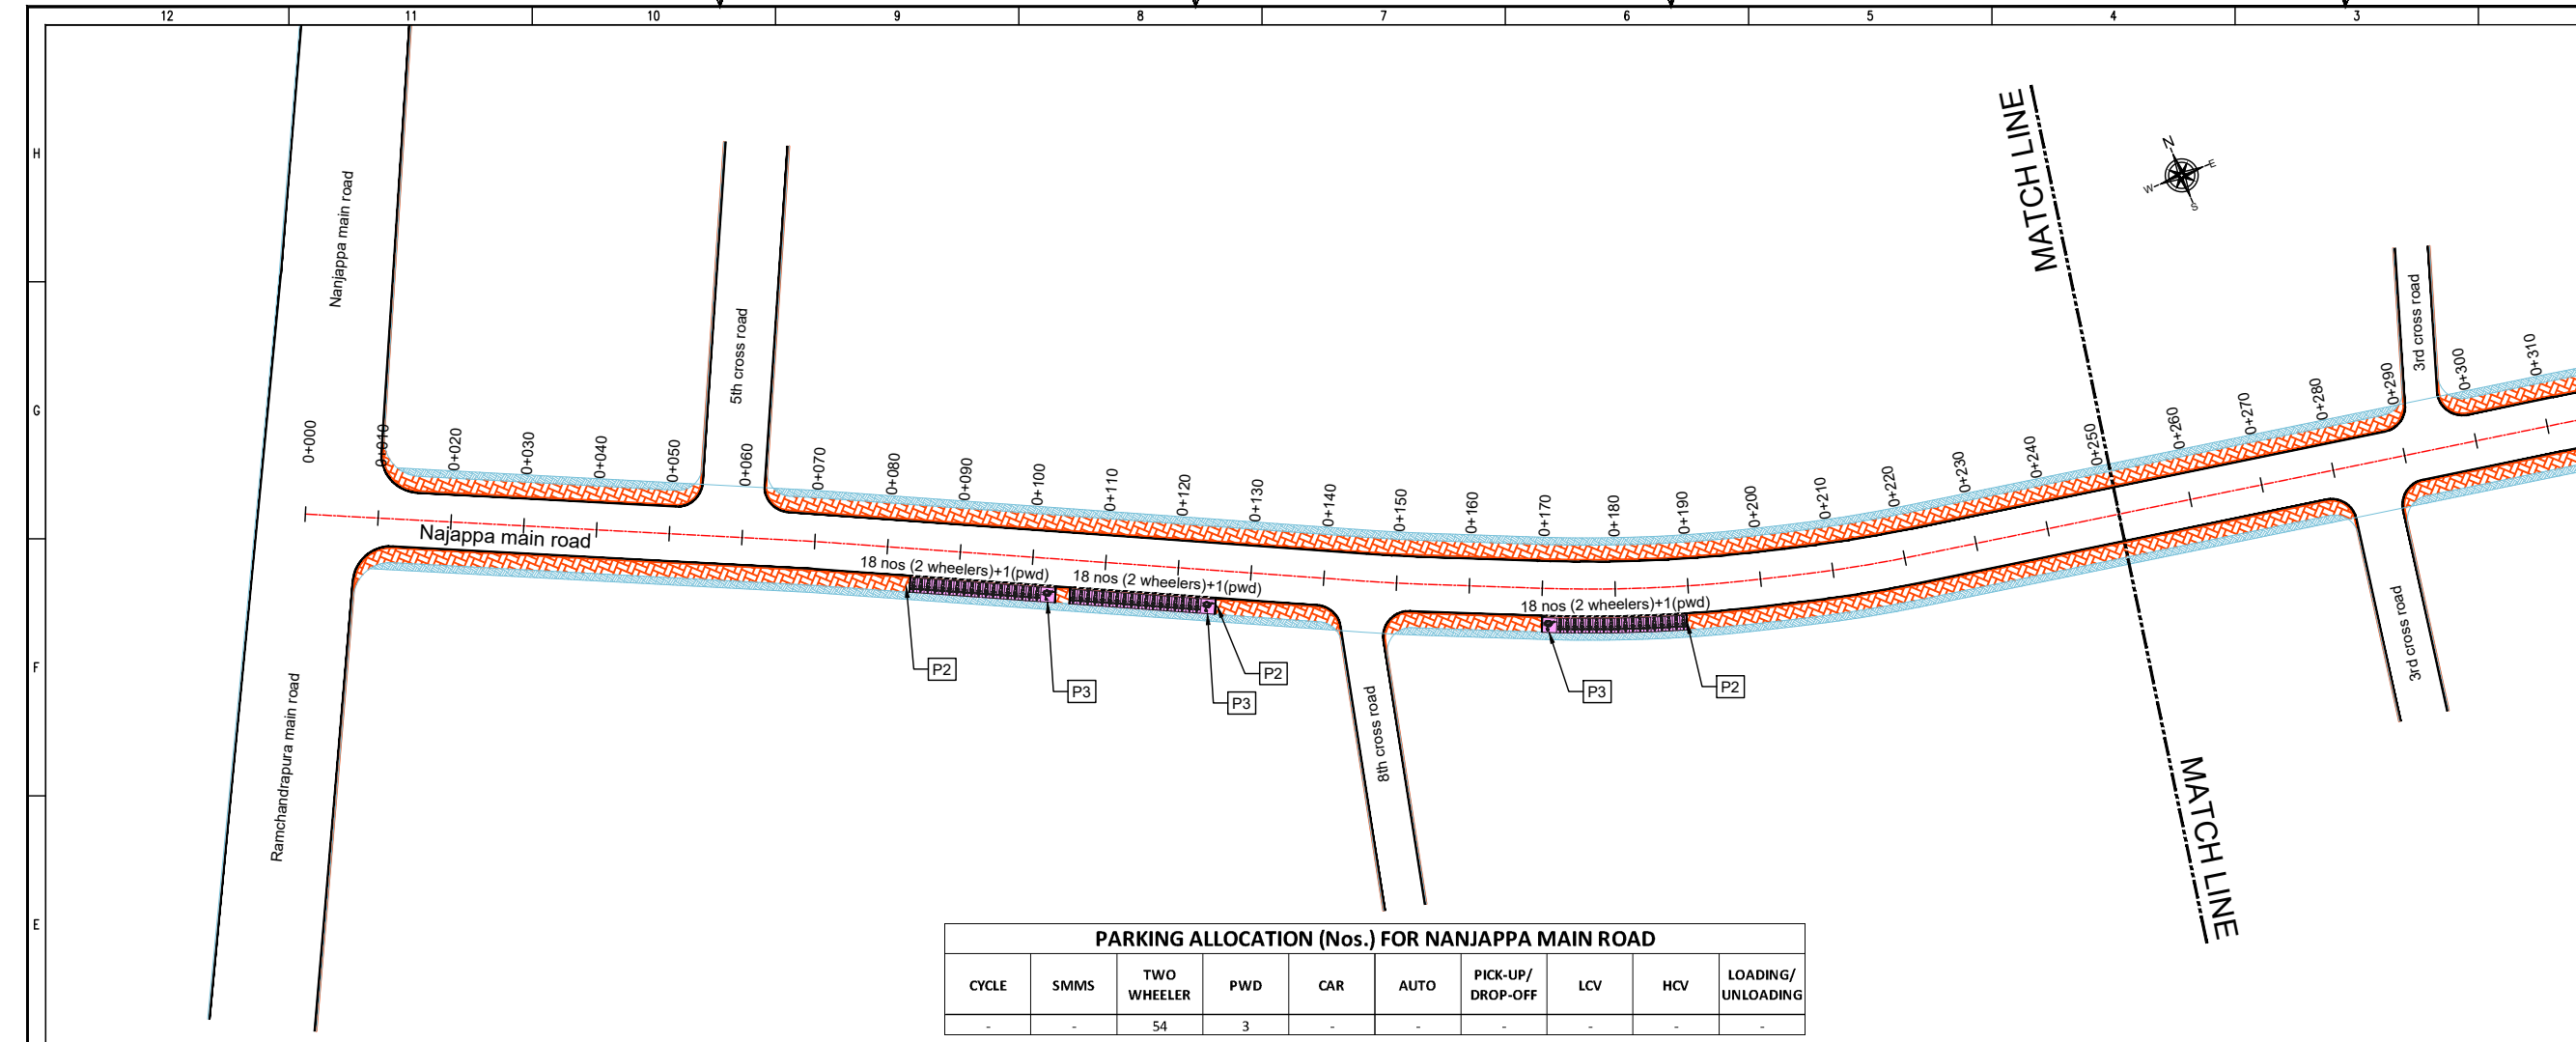 12 11 10 9 8 7 6 5 4 3
H
G
F
E
Nanjappa main road
5th cross road
MATCH LINE
N
E
W
S
3rd cross road
0+000 0+010 0+020 0+030 0+040 0+050 0+060 0+070 0+080 0+090 0+100 0+110 0+120 0+130 0+140 0+150 0+160 0+170 0+180 0+190 0+200 0+210 0+220 0+230 0+240 0+250 0+260 0+270 0+280 0+290 0+300 0+310
Najappa main road
18 nos (2 wheelers)+1(pwd)
18 nos (2 wheelers)+1(pwd)
18 nos (2 wheelers)+1(pwd)
P2
P3
P3
P2
P3
P2
Ramchandrapura main road
8th cross road
3rd cross road
MATCH LINE
PARKING ALLOCATION (Nos.) FOR NANJAPPA MAIN ROAD
CYCLE SMMS TWO WHEELER PWD CAR AUTO PICK-UP/ DROP-OFF LCV HCV LOADING/ UNLOADING
- - 54 3 - - - - - -